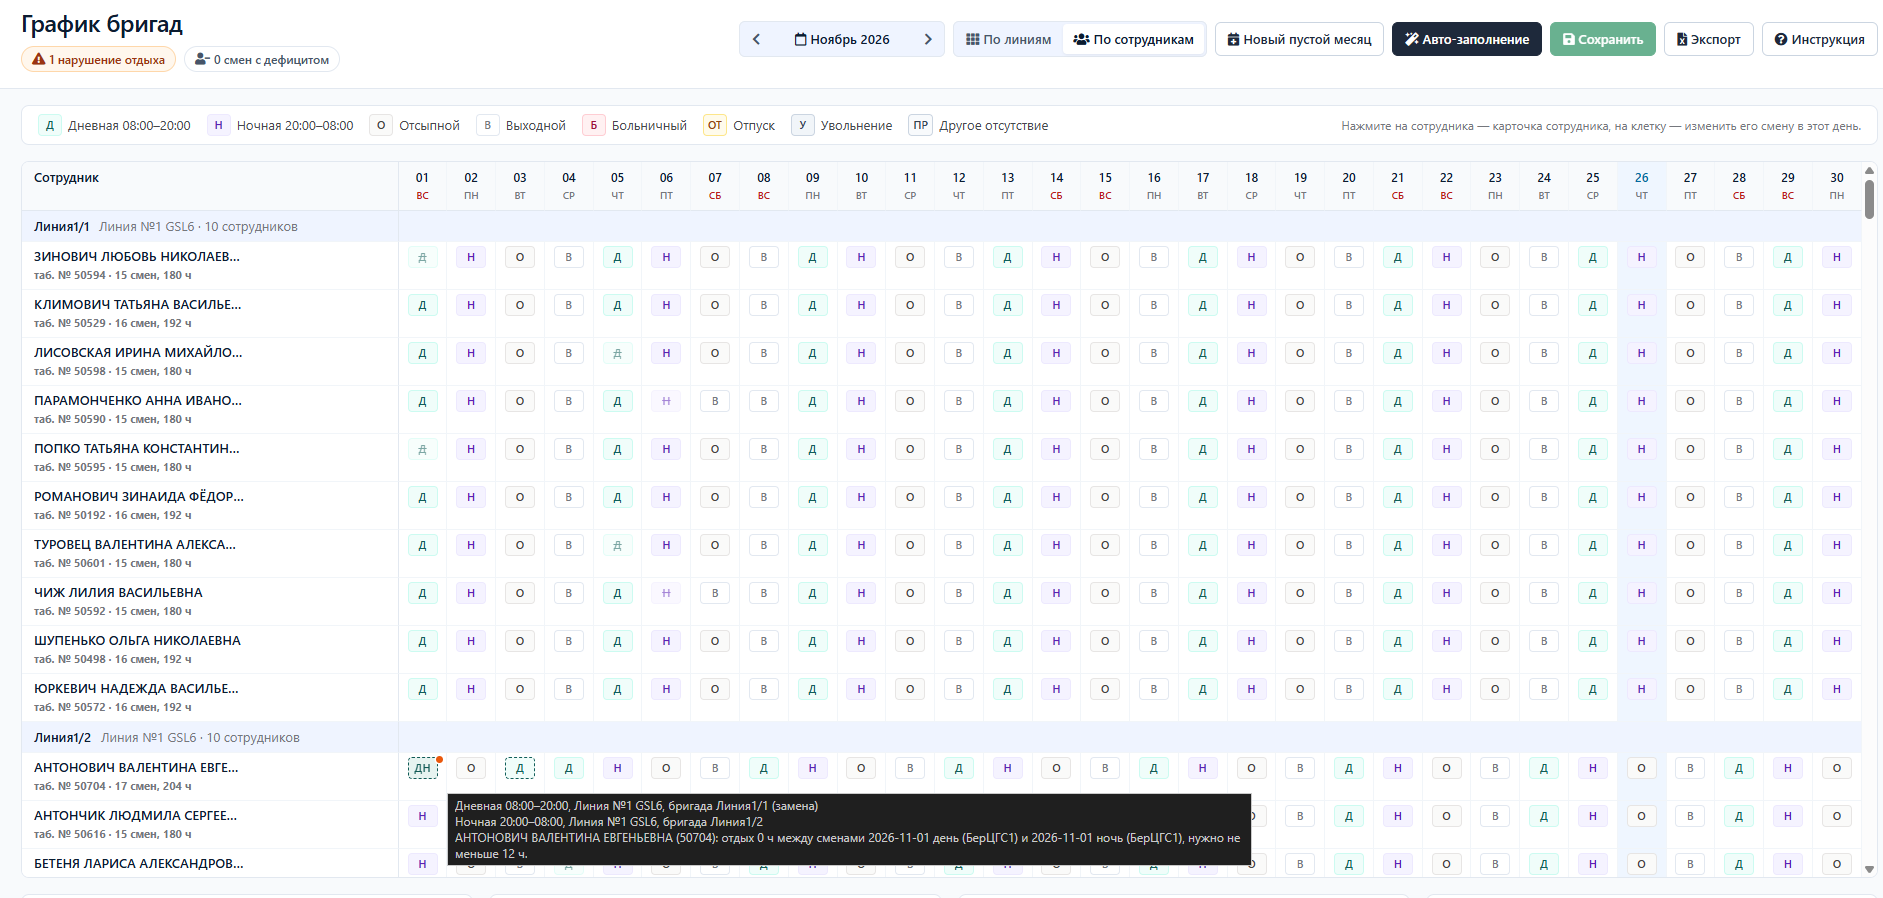 График бригад
1 нарушение отдыха
0 смен с дефицитом
Ноябрь 2026
По линиям
По сотрудникам
Новый пустой месяц
Авто-заполнение
Сохранить
Экспорт
Инструкция
Д Дневная 08:00–20:00 Н Ночная 20:00–08:00 О Отсыпной В Выходной Б Больничный ОТ Отпуск У Увольнение ПР Другое отсутствие
Нажмите на сотрудника — карточка сотрудника, на клетку — изменить его смену в этот день.
Сотрудник 01 02 03 04 05 06 07 08 09 10 11 12 13 14 15 16 17 18 19 20 21 22 23 24 25 26 27 28 29 30
ВС ПН ВТ СР ЧТ ПТ СБ ВС ПН ВТ СР ЧТ ПТ СБ ВС ПН ВТ СР ЧТ ПТ СБ ВС ПН ВТ СР ЧТ ПТ СБ ВС ПН
Линия1/1 Линия №1 GSL6 · 10 сотрудников
ЗИНОВИЧ ЛЮБОВЬ НИКОЛАЕВ... Д Н О В Д Н О В Д Н О В Д Н О В Д Н О В Д Н О В Д Н О В Д Н
таб. № 50594 · 15 смен, 180 ч
КЛИМОВИЧ ТАТЬЯНА ВАСИЛЬЕ... Д Н О В Д Н О В Д Н О В Д Н О В Д Н О В Д Н О В Д Н О В Д Н
таб. № 50529 · 16 смен, 192 ч
ЛИСОВСКАЯ ИРИНА МИХАЙЛО... Д Н О В Д Н О В Д Н О В Д Н О В Д Н О В Д Н О В Д Н О В Д Н
таб. № 50598 · 15 смен, 180 ч
ПАРАМОНЧЕНКО АННА ИВАНО... Д Н О В Д Н В В Д Н О В Д Н О В Д Н О В Д Н О В Д Н О В Д Н
таб. № 50590 · 15 смен, 180 ч
ПОПКО ТАТЬЯНА КОНСТАНТИН... Д Н О В Д Н О В Д Н О В Д Н О В Д Н О В Д Н О В Д Н О В Д Н
таб. № 50595 · 15 смен, 180 ч
РОМАНОВИЧ ЗИНАИДА ФЁДОР... Д Н О В Д Н О В Д Н О В Д Н О В Д Н О В Д Н О В Д Н О В Д Н
таб. № 50192 · 16 смен, 192 ч
ТУРОВЕЦ ВАЛЕНТИНА АЛЕКСА... Д Н О В Д Н О В Д Н О В Д Н О В Д Н О В Д Н О В Д Н О В Д Н
таб. № 50601 · 15 смен, 180 ч
ЧИЖ ЛИЛИЯ ВАСИЛЬЕВНА Д Н О В Д Н В В Д Н О В Д Н О В Д Н О В Д Н О В Д Н О В Д Н
таб. № 50592 · 15 смен, 180 ч
ШУПЕНЬКО ОЛЬГА НИКОЛАЕВНА Д Н О В Д Н О В Д Н О В Д Н О В Д Н О В Д Н О В Д Н О В Д Н
таб. № 50498 · 16 смен, 192 ч
ЮРКЕВИЧ НАДЕЖДА ВАСИЛЬЕ... Д Н О В Д Н О В Д Н О В Д Н О В Д Н О В Д Н О В Д Н О В Д Н
таб. № 50572 · 16 смен, 192 ч
Линия1/2 Линия №1 GSL6 · 10 сотрудников
АНТОНОВИЧ ВАЛЕНТИНА ЕВГЕ... ДН О Д Д Н О В Д Н О В Д Н О В Д Н О В Д Н О В Д Н О В Д Н О
таб. № 50704 · 17 смен, 204 ч
Дневная 08:00–20:00, Линия №1 GSL6, бригада Линия1/1 (замена)
Ночная 20:00–08:00, Линия №1 GSL6, бригада Линия1/2
АНТОНОВИЧ ВАЛЕНТИНА ЕВГЕНЬЕВНА (50704): отдых 0 ч между сменами 2026-11-01 день (БерЦГС1) и 2026-11-01 ночь (БерЦГС1), нужно не
меньше 12 ч.
АНТОНЧИК ЛЮДМИЛА СЕРГЕЕ... Н В Д Н О В Д Н О В Д Н О
таб. № 50616 · 15 смен, 180 ч
БЕТЕНЯ ЛАРИСА АЛЕКСАНДРОВ... Н В Д Н О В Д Н О В Д Н О